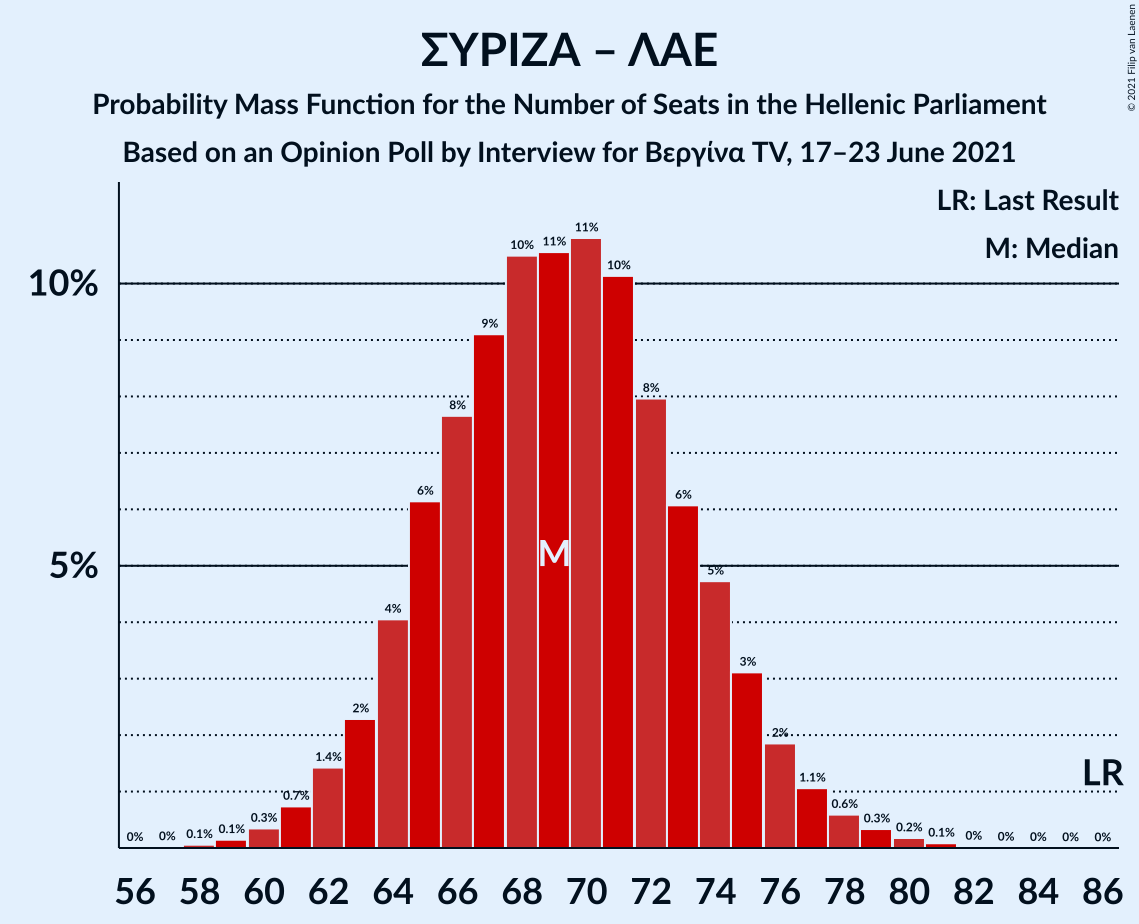 ΣΥΡΙΖΑ – ΛΑΕ
Probability Mass Function for the Number of Seats in the Hellenic Parliament
Based on an Opinion Poll by Interview for Βεργίνα TV, 17–23 June 2021
© 2021 Filip van Laenen
LR: Last Result
M: Median
10%
5%
0% 0% 0.1% 0.1% 0.3% 0.7% 1.4% 2% 4% 6% 8% 9% 10% 11% 11% 10% 8% 6% 5% 3% 2% 1.1% 0.6% 0.3% 0.2% 0.1% 0% 0% 0% 0% 0%
M
LR
56 58 60 62 64 66 68 70 72 74 76 78 80 82 84 86